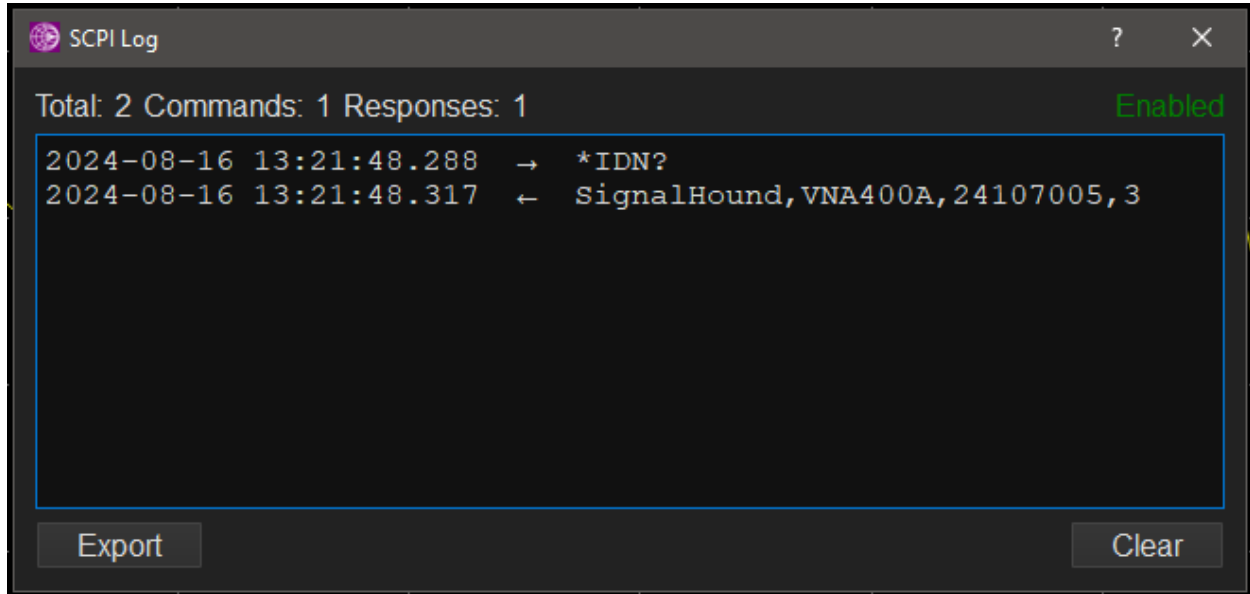 SCPI Log
Total: 2 Commands: 1 Responses: 1 Enabled
2024-08-16 13:21:48.288 → *IDN?
2024-08-16 13:21:48.317 ← SignalHound,VNA400A,24107005,3
Export Clear